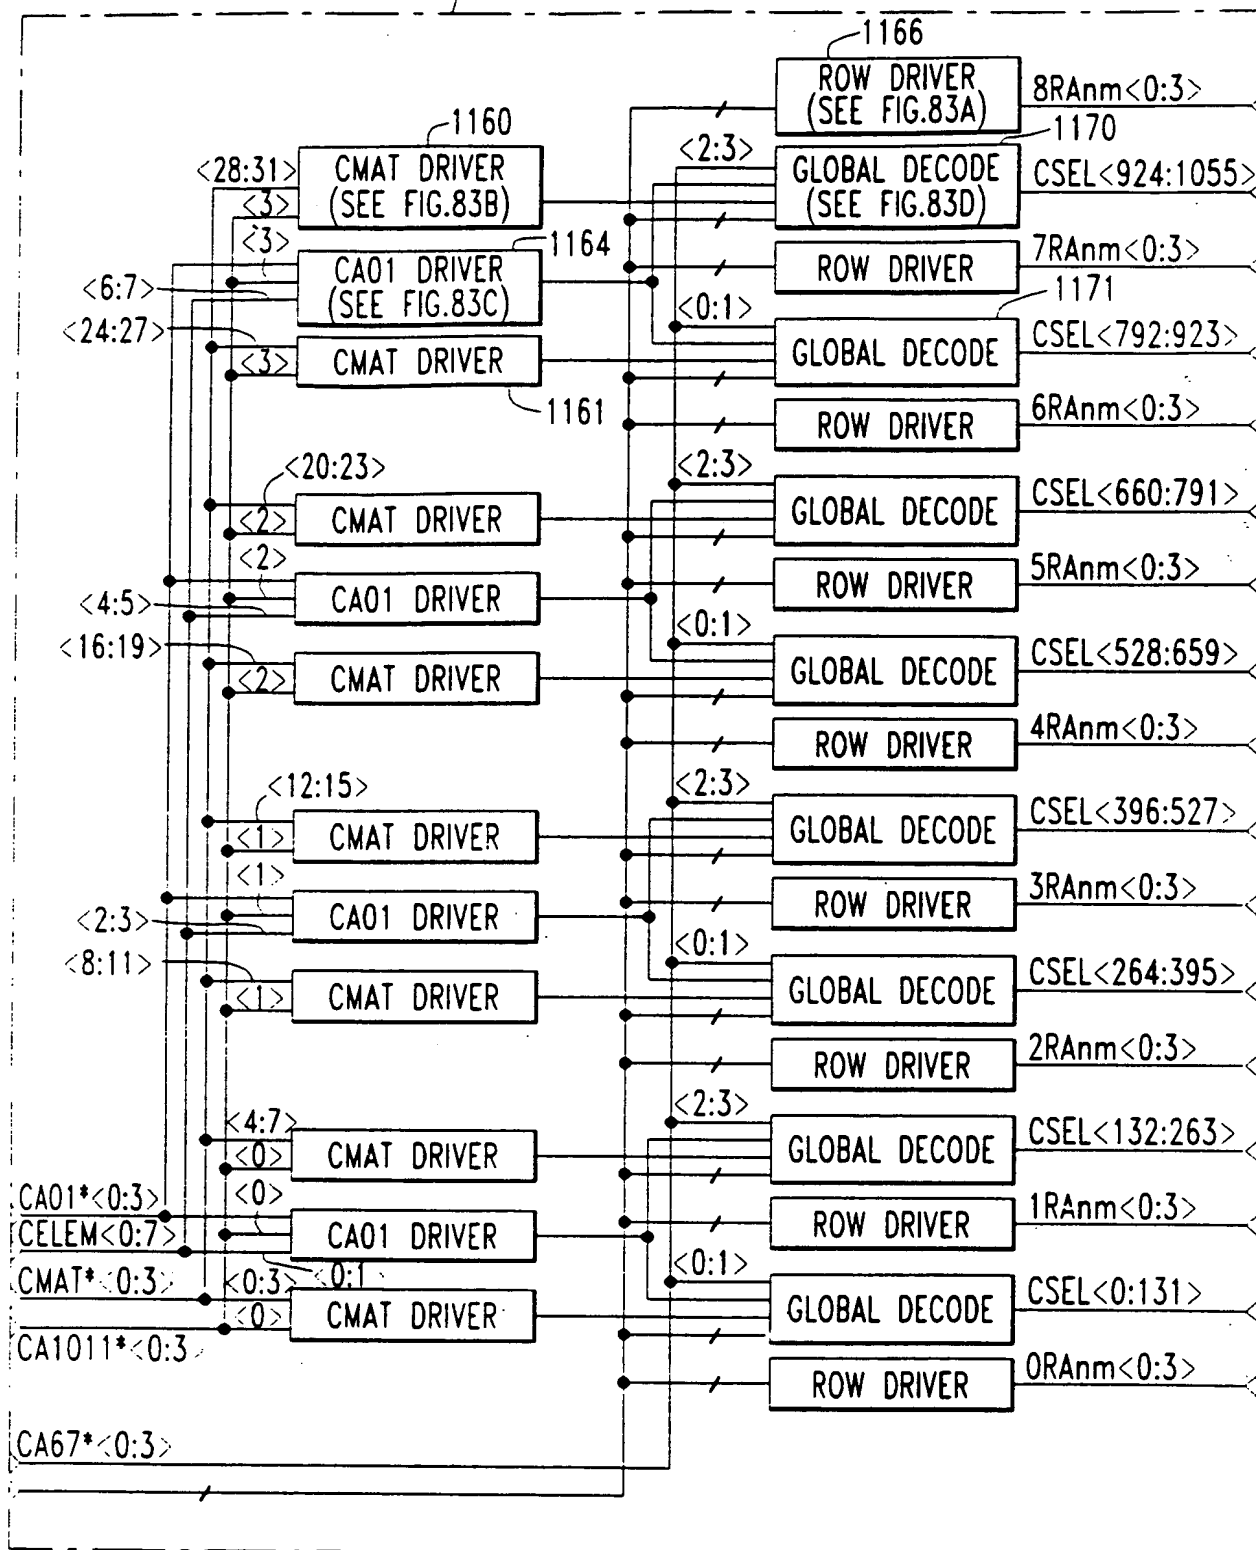 1166
ROW DRIVER
(SEE FIG.83A)
8RAnm<0:3>
1160
1170
<28:31>
CMAT DRIVER
(SEE FIG.83B)
<3>
<2:3>
GLOBAL DECODE
(SEE FIG.83D)
CSEL<924:1055>
<3>
1164
CA01 DRIVER
(SEE FIG.83C)
ROW DRIVER
7RAnm<0:3>
<6:7>
1171
<24:27>
<3>
CMAT DRIVER
<0:1>
GLOBAL DECODE
CSEL<792:923>
1161
ROW DRIVER
6RAnm<0:3>
<20:23>
<2>
CMAT DRIVER
<2:3>
GLOBAL DECODE
CSEL<660:791>
<2>
<4:5>
CA01 DRIVER
ROW DRIVER
5RAnm<0:3>
<16:19>
<2>
CMAT DRIVER
<0:1>
GLOBAL DECODE
CSEL<528:659>
ROW DRIVER
4RAnm<0:3>
<12:15>
<1>
CMAT DRIVER
<2:3>
GLOBAL DECODE
CSEL<396:527>
<1>
<2:3>
CA01 DRIVER
ROW DRIVER
3RAnm<0:3>
<8:11>
<1>
CMAT DRIVER
<0:1>
GLOBAL DECODE
CSEL<264:395>
ROW DRIVER
2RAnm<0:3>
<4:7>
<0>
CMAT DRIVER
<2:3>
GLOBAL DECODE
CSEL<132:263>
CA01*<0:3>
<0>
CELEM<0:7>
CA01 DRIVER
<0:1
ROW DRIVER
1RAnm<0:3>
CMAT*<0:3>
<0:3>
<0>
CMAT DRIVER
<0:1>
GLOBAL DECODE
CSEL<0:131>
CA1011*<0:3>
ROW DRIVER
0RAnm<0:3>
CA67*<0:3>